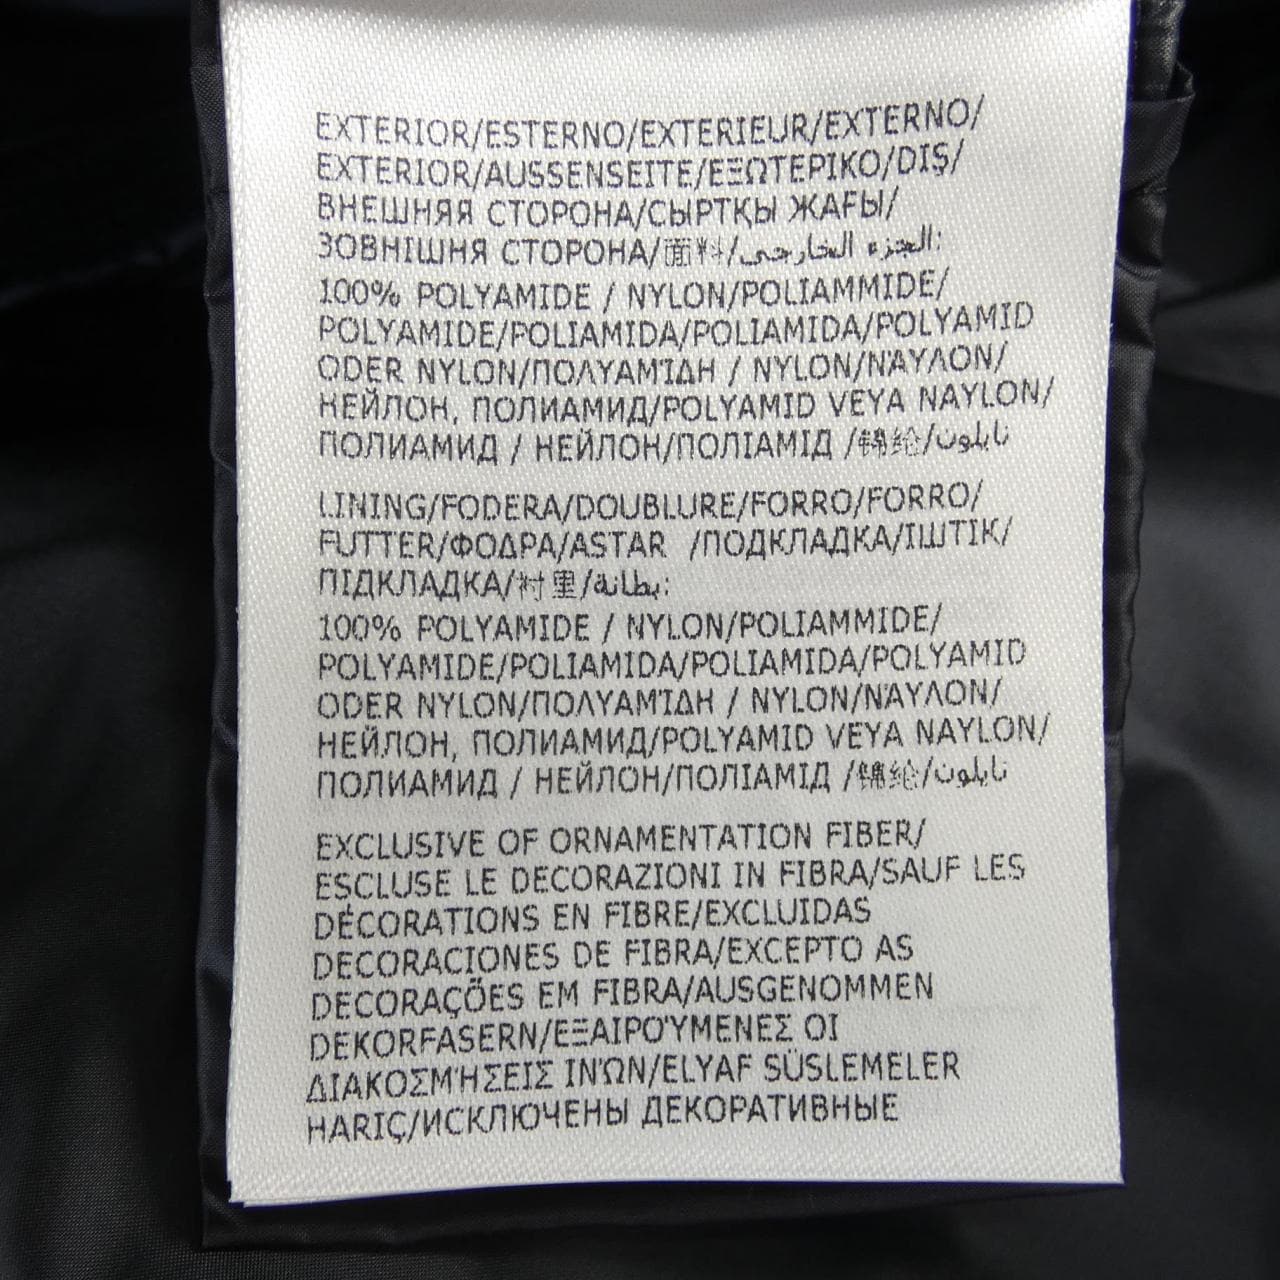 EXTERIOR/ESTERNO/EXTERIEUR/EXTERNO/
EXTERIOR/AUSSENSEITE/ΕΞΩΤΕΡΙΚΟ/DIŞ/
ВНЕШНЯЯ СТОРОНА/СЫРТҚЫ ЖАҒЫ/
ЗОВНІШНЯ СТОРОНА/面料/الجزء الخارجي:
100% POLYAMIDE / NYLON/POLIAMMIDE/
POLYAMIDE/POLIAMIDA/POLIAMIDA/POLYAMID
ODER NYLON/ΠΟΛΥΑΜΊΔΗ / NYLON/ΝΆΥΛΟΝ/
НЕЙЛОН, ПОЛИАМИД/POLYAMID VEYA NAYLON/
ПОЛИАМИД / НЕЙЛОН/ПОЛІАМІД /锦纶/نايلون
LINING/FODERA/DOUBLURE/FORRO/FORRO/
FUTTER/ΦΟΔΡΑ/ASTAR /ПОДКЛАДКА/ІШТІК/
ПІДКЛАДКА/衬里/بطانة:
100% POLYAMIDE / NYLON/POLIAMMIDE/
POLYAMIDE/POLIAMIDA/POLIAMIDA/POLYAMID
ODER NYLON/ΠΟΛΥΑΜΊΔΗ / NYLON/ΝΆΥΛΟΝ/
НЕЙЛОН, ПОЛИАМИД/POLYAMID VEYA NAYLON/
ПОЛИАМИД / НЕЙЛОН/ПОЛІАМІД /锦纶/نايلون
EXCLUSIVE OF ORNAMENTATION FIBER/
ESCLUSE LE DECORAZIONI IN FIBRA/SAUF LES
DÉCORATIONS EN FIBRE/EXCLUIDAS
DECORACIONES DE FIBRA/EXCEPTO AS
DECORAÇÕES EM FIBRA/AUSGENOMMEN
DEKORFASERN/ΕΞΑΙΡΟΎΜΕΝΕΣ ΟΙ
ΔΙΑΚΟΣΜΉΣΕΙΣ ΙΝΏΝ/ELYAF SÜSLEMELER
HARIÇ/ИСКЛЮЧЕНЫ ДЕКОРАТИВНЫЕ